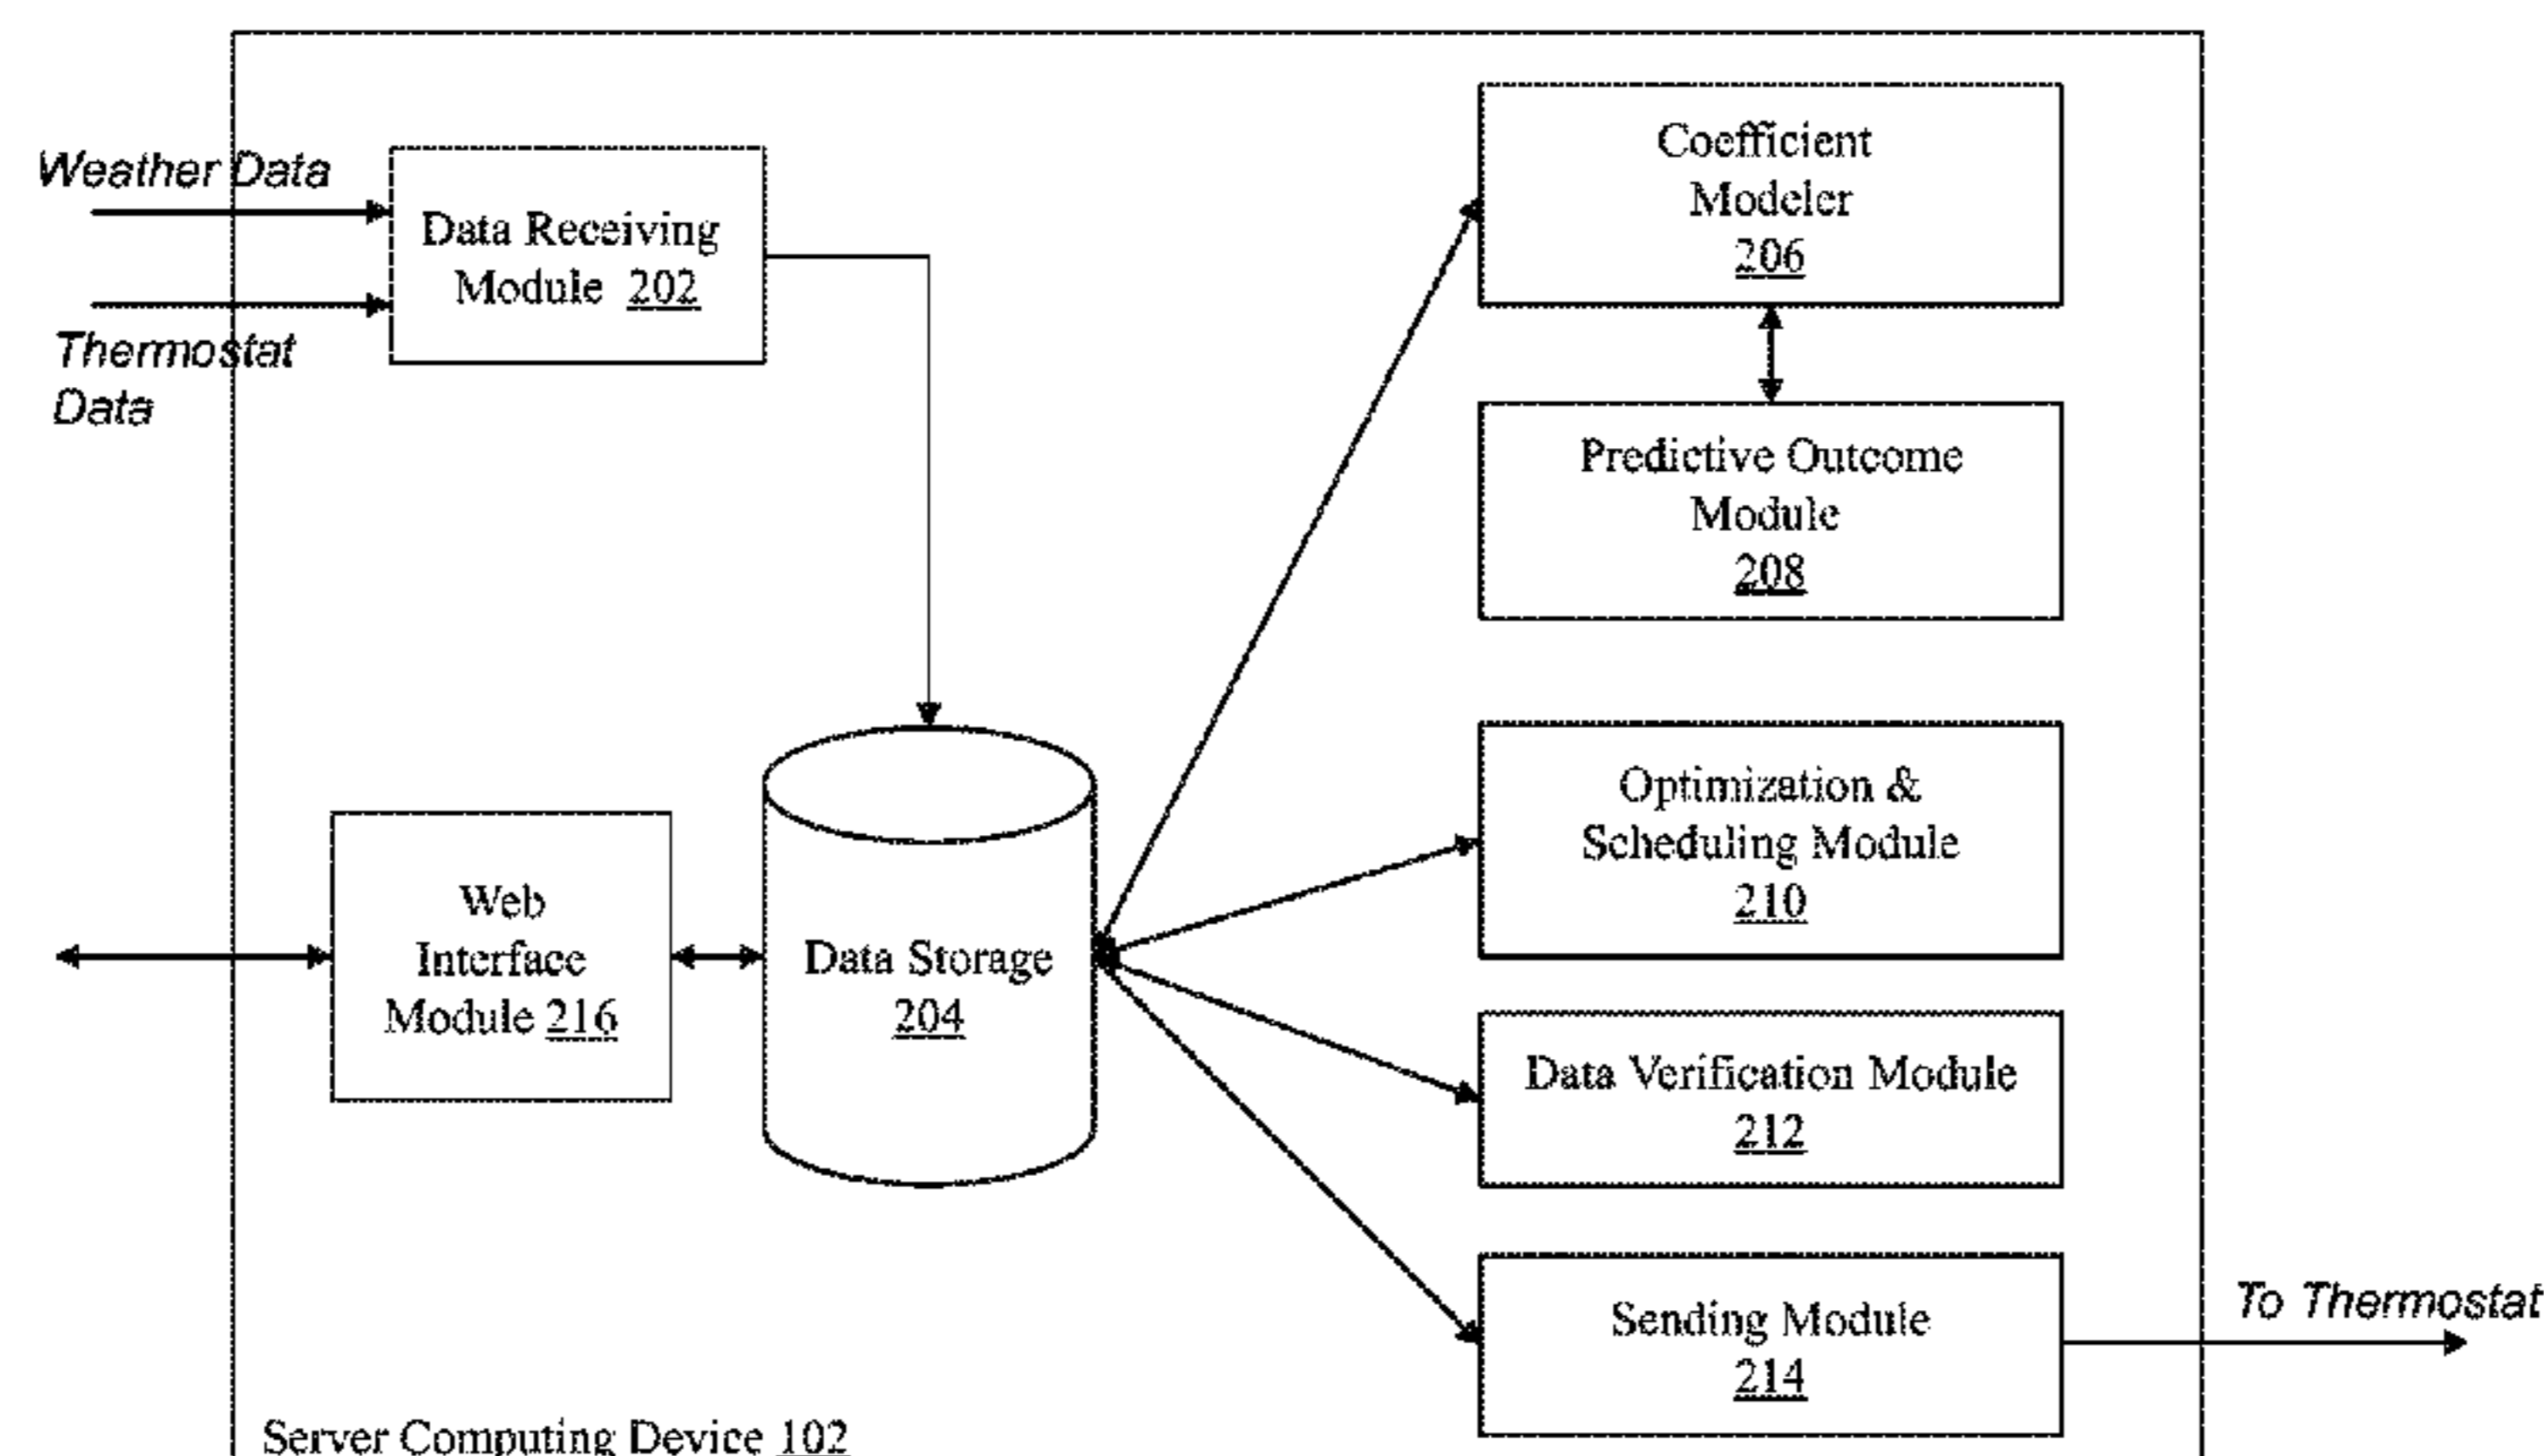 Weather Data
Thermostat
Data
Data Receiving
Module 202
Coefficient
Modeler
206
Predictive Outcome
Module
208
Optimization &
Scheduling Module
210
Web
Interface
Module 216
Data Storage
204
Data Verification Module
212
Sending Module
214
To Thermostat
Server Computing Device 102